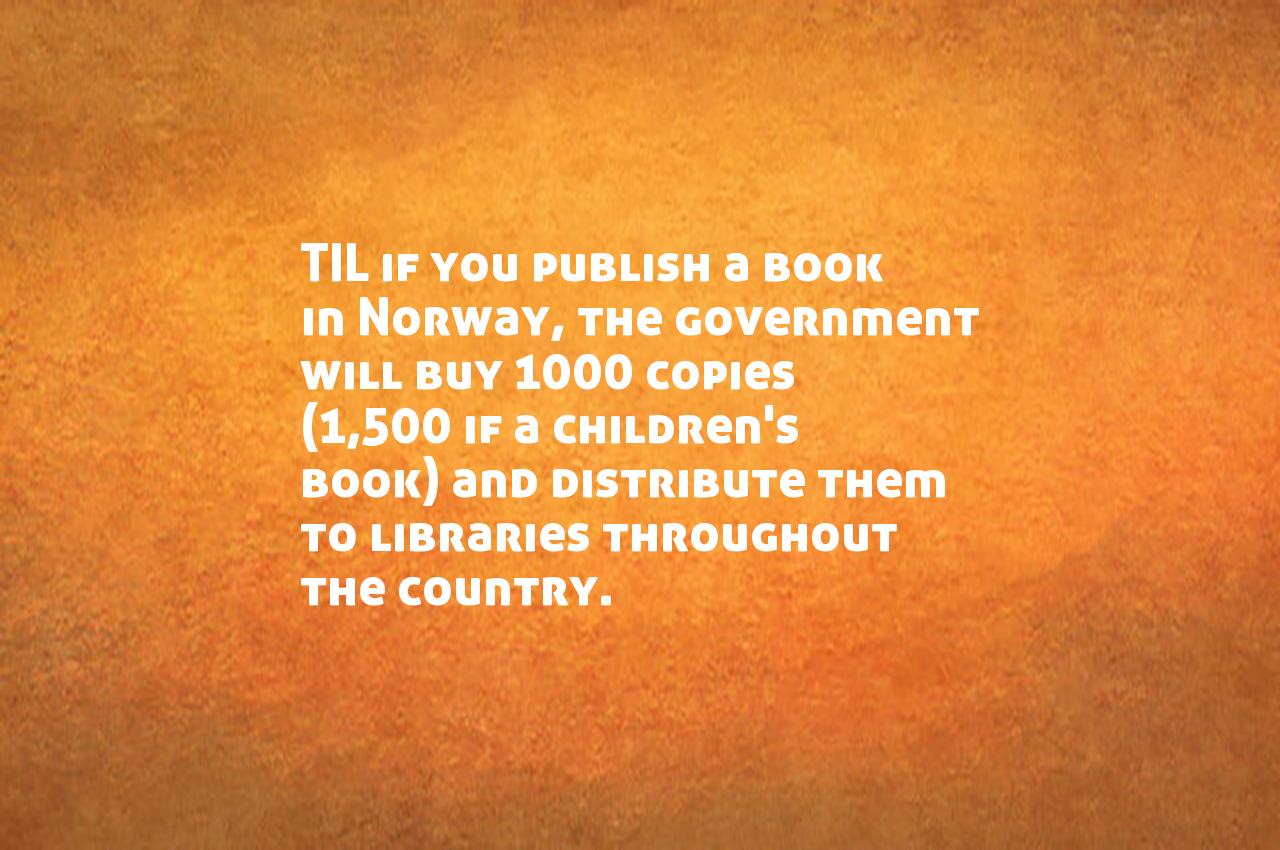 TIL if you publish a book
in Norway, the government
will buy 1000 copies
(1,500 if a children's
book) and distribute them
to libraries throughout
the country.